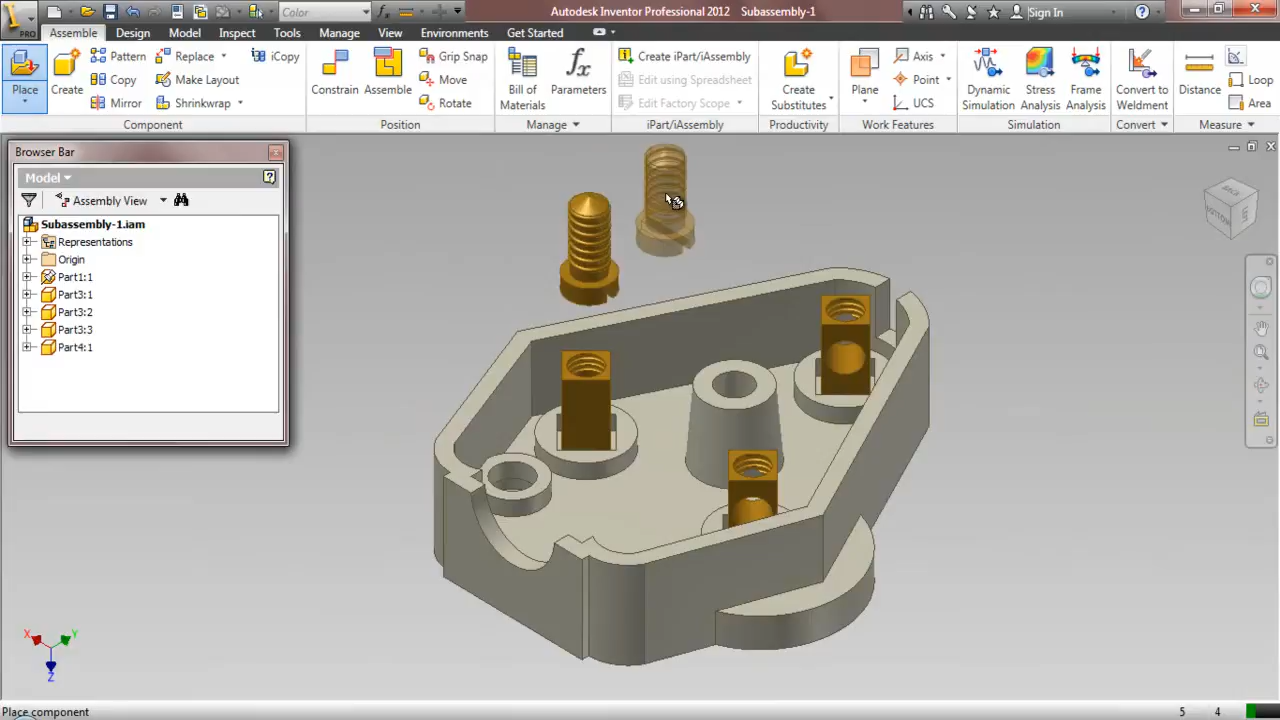 Color
Autodesk Inventor Professional 2012 Subassembly-1
Sign In
PRO
Assemble Design Model Inspect Tools Manage View Environments Get Started
Place
Create
Pattern
Copy
Mirror
Replace
Make Layout
Shrinkwrap
iCopy
Component
Constrain
Assemble
Grip Snap
Move
Rotate
Position
Bill of
Materials
Parameters
Manage
Create iPart/iAssembly
Edit using Spreadsheet
Edit Factory Scope
iPart/iAssembly
Create
Substitutes
Productivity
Plane
Axis
Point
UCS
Work Features
Dynamic
Simulation
Stress
Analysis
Frame
Analysis
Simulation
Convert to
Weldment
Convert
Distance
Loop
Area
Measure
Browser Bar
Model
Assembly View
Subassembly-1.iam
Representations
Origin
Part1:1
Part3:1
Part3:2
Part3:3
Part4:1
BACK
BOTTOM
X
Y
Z
Place component
5 4